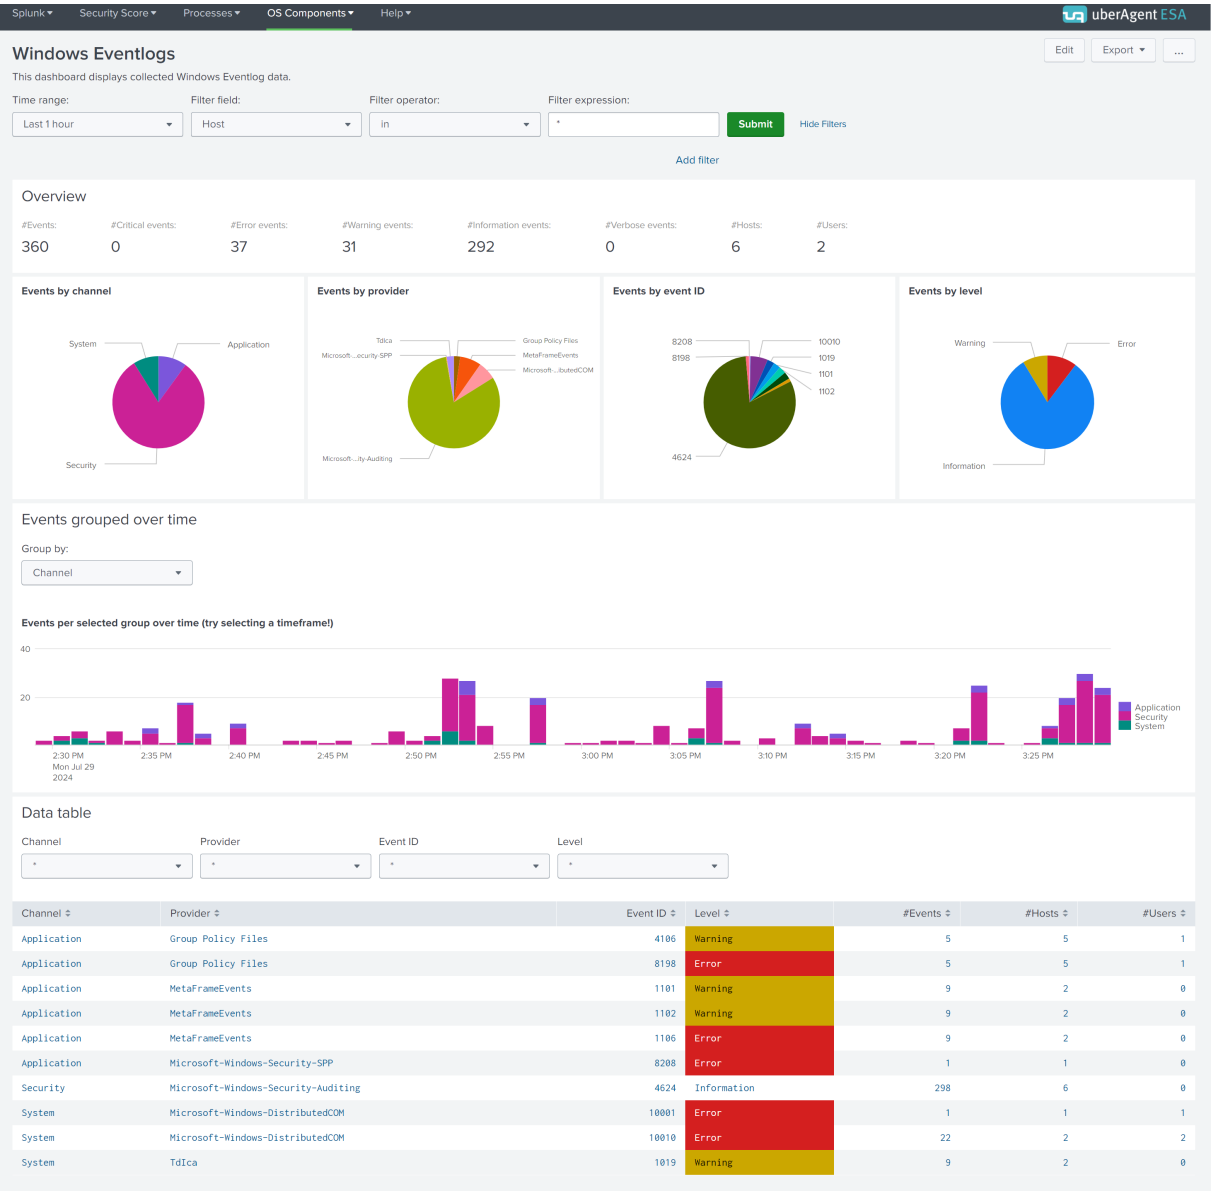 Splunk Security Score Processes OS Components Help uberAgent ESA
Windows Eventlogs
Edit Export ...
This dashboard displays collected Windows Eventlog data.
Time range: Filter field: Filter operator: Filter expression:
Last 1 hour Host in * Submit Hide Filters
Add filter
Overview
#Events: #Critical events: #Error events: #Warning events: #Information events: #Verbose events: #Hosts: #Users:
360 0 37 31 292 0 6 2
Events by channel
System
Application
Security
Events by provider
TdIca
Microsoft-...ecurity-SPP
Group Policy Files
MetaFrameEvents
Microsoft-...ibutedCOM
Microsoft-...ity-Auditing
Events by event ID
8208
8198
10010
1019
1101
1102
4624
Events by level
Warning
Error
Information
Events grouped over time
Group by:
Channel
Events per selected group over time (try selecting a timeframe!)
40
20
Application
Security
System
2:30 PM 2:35 PM 2:40 PM 2:45 PM 2:50 PM 2:55 PM 3:00 PM 3:05 PM 3:10 PM 3:15 PM 3:20 PM 3:25 PM
Mon Jul 29
2024
Data table
Channel Provider Event ID Level
* * * *
Channel Provider Event ID Level #Events #Hosts #Users
Application Group Policy Files 4106 Warning 5 5 1
Application Group Policy Files 8198 Error 5 5 1
Application MetaFrameEvents 1101 Warning 9 2 0
Application MetaFrameEvents 1102 Warning 9 2 0
Application MetaFrameEvents 1106 Error 9 2 0
Application Microsoft-Windows-Security-SPP 8208 Error 1 1 0
Security Microsoft-Windows-Security-Auditing 4624 Information 298 6 0
System Microsoft-Windows-DistributedCOM 10001 Error 1 1 1
System Microsoft-Windows-DistributedCOM 10010 Error 22 2 2
System TdIca 1019 Warning 9 2 0